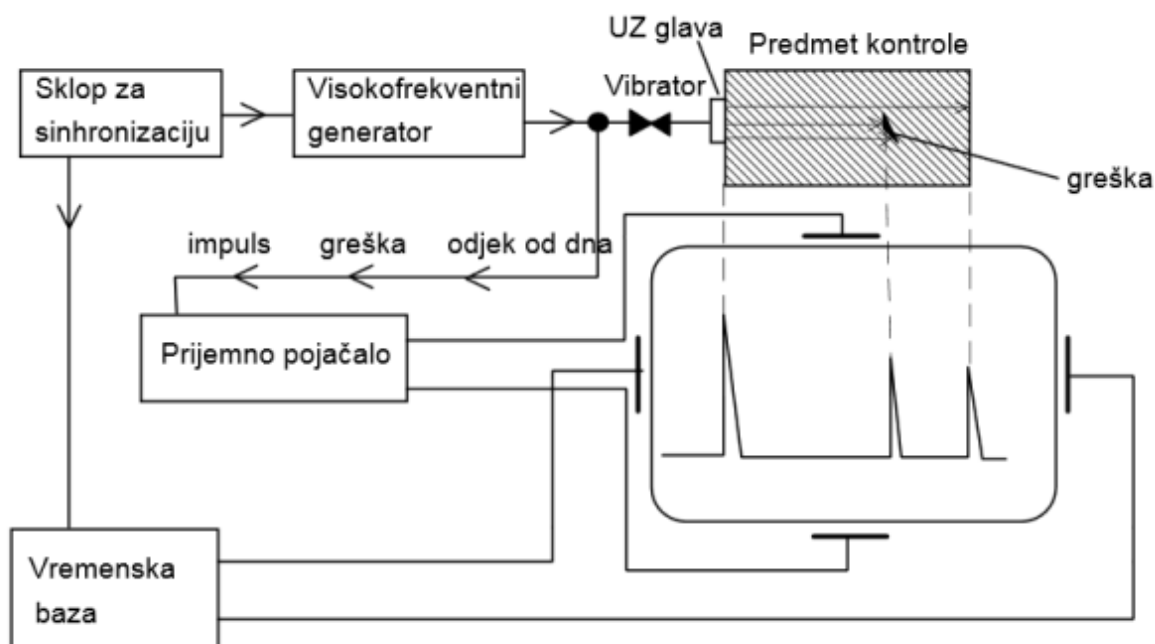 UZ glava
Predmet kontrole
Sklop za
sinhronizaciju
Visokofrekventni
generator
Vibrator
greška
impuls
greška
odjek od dna
Prijemno pojačalo
Vremenska
baza